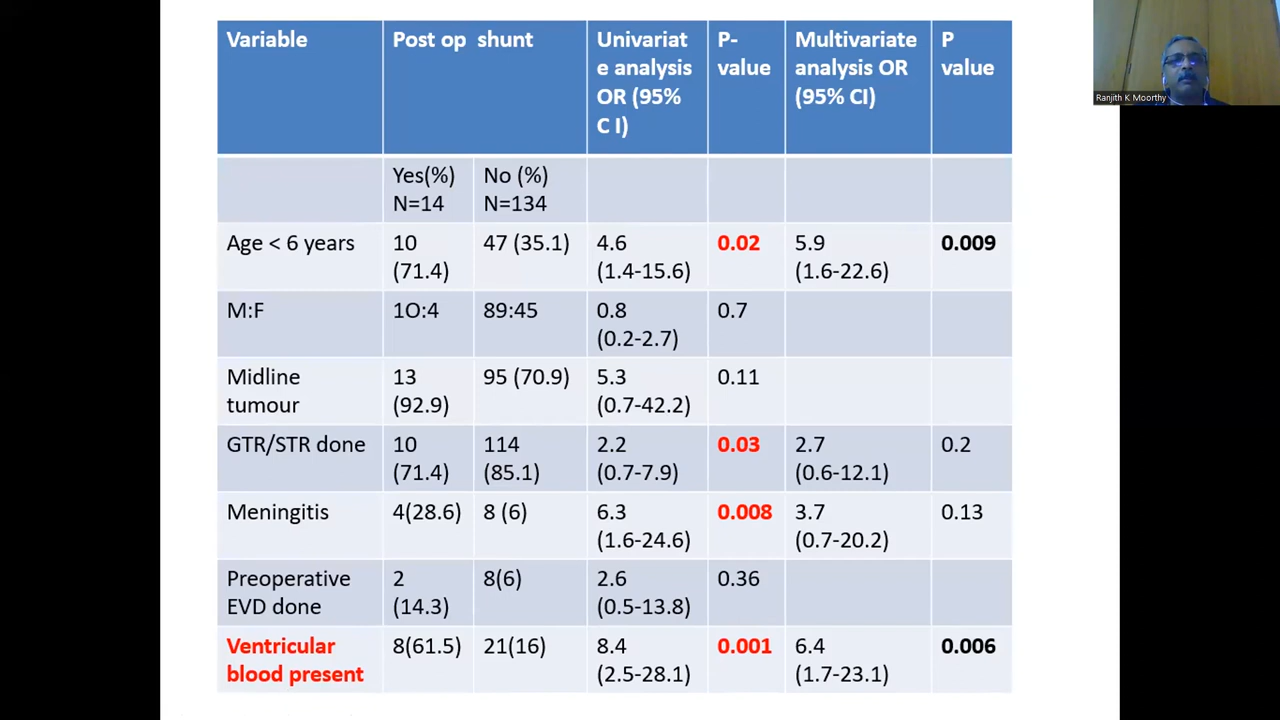 Variable
Post op shunt
Univariat
e analysis
OR (95%
C I)
P-
value
Multivariate
analysis OR
(95% CI)
P
value
Yes(%)
N=14
No (%)
N=134
Age < 6 years
10
(71.4)
47 (35.1)
4.6
(1.4-15.6)
0.02
5.9
(1.6-22.6)
0.009
M:F
1O:4
89:45
0.8
(0.2-2.7)
0.7
Midline
tumour
13
(92.9)
95 (70.9)
5.3
(0.7-42.2)
0.11
GTR/STR done
10
(71.4)
114
(85.1)
2.2
(0.7-7.9)
0.03
2.7
(0.6-12.1)
0.2
Meningitis
4(28.6)
8 (6)
6.3
(1.6-24.6)
0.008
3.7
(0.7-20.2)
0.13
Preoperative
EVD done
2
(14.3)
8(6)
2.6
(0.5-13.8)
0.36
Ventricular
blood present
8(61.5)
21(16)
8.4
(2.5-28.1)
0.001
6.4
(1.7-23.1)
0.006
Ranjith K Moorthy